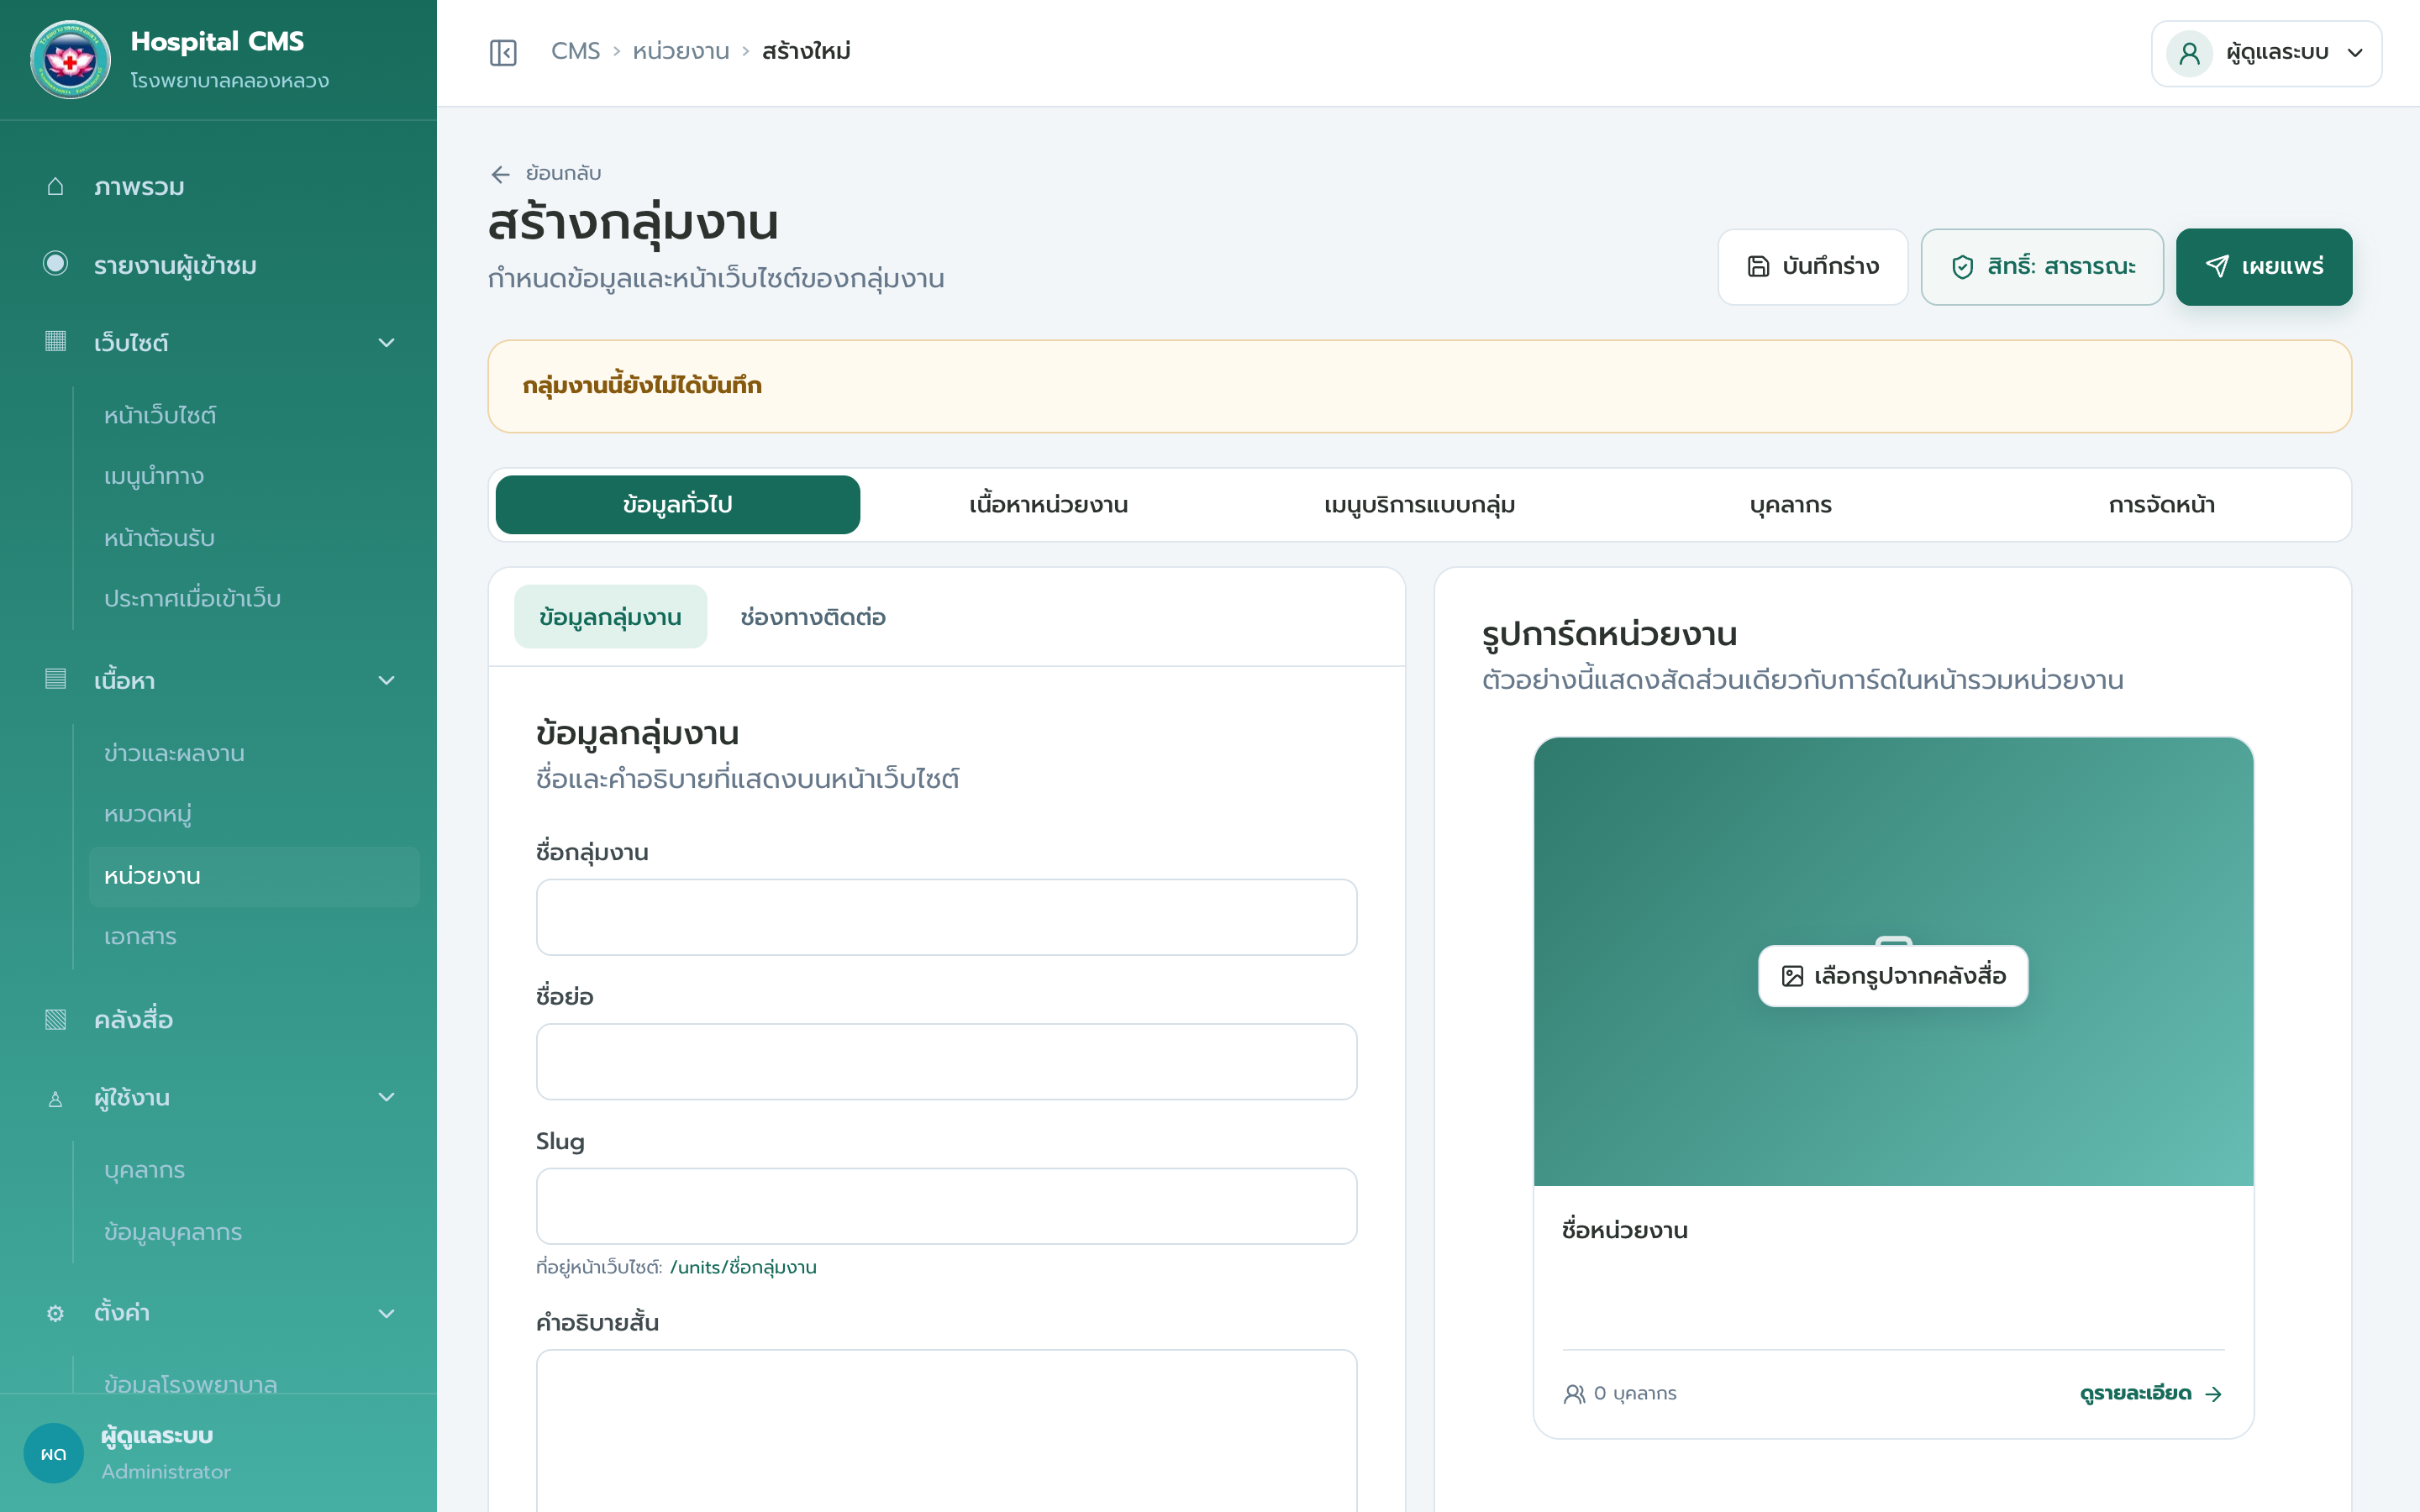 Hospital CMS
โรงพยาบาลคลองหลวง
ภาพรวม
รายงานผู้เข้าชม
เว็บไซต์
หน้าเว็บไซต์
เมนูนำทาง
หน้าต้อนรับ
ประกาศเมื่อเข้าเว็บ
เนื้อหา
ข่าวและผลงาน
หมวดหมู่
หน่วยงาน
เอกสาร
คลังสื่อ
ผู้ใช้งาน
บุคลากร
ข้อมูลบุคลากร
ตั้งค่า
ข้อมูลโรงพยาบาล
ผด
ผู้ดูแลระบบ
Administrator
CMS › หน่วยงาน › สร้างใหม่
ผู้ดูแลระบบ
ย้อนกลับ
สร้างกลุ่มงาน
กำหนดข้อมูลและหน้าเว็บไซต์ของกลุ่มงาน
บันทึกร่าง
สิทธิ์: สาธารณะ
เผยแพร่
กลุ่มงานนี้ยังไม่ได้บันทึก
ข้อมูลทั่วไป
เนื้อหาหน่วยงาน
เมนูบริการแบบกลุ่ม
บุคลากร
การจัดหน้า
ข้อมูลกลุ่มงาน
ช่องทางติดต่อ
ข้อมูลกลุ่มงาน
ชื่อและคำอธิบายที่แสดงบนหน้าเว็บไซต์
ชื่อกลุ่มงาน
ชื่อย่อ
Slug
ที่อยู่หน้าเว็บไซต์: /units/ชื่อกลุ่มงาน
คำอธิบายสั้น
รูปการ์ดหน่วยงาน
ตัวอย่างนี้แสดงสัดส่วนเดียวกับการ์ดในหน้ารวมหน่วยงาน
เลือกรูปจากคลังสื่อ
ชื่อหน่วยงาน
0 บุคลากร
ดูรายละเอียด